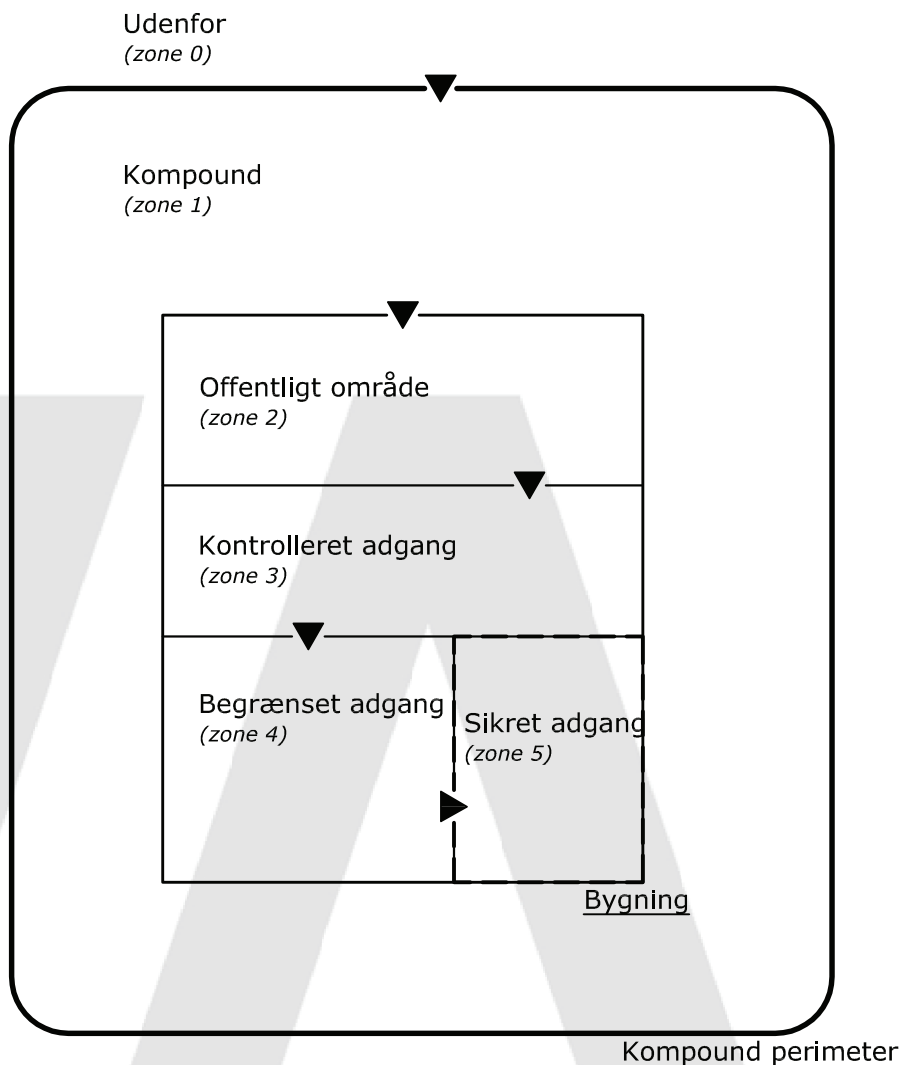 Udenfor
(zone 0)
Kompound
(zone 1)
Offentligt område
(zone 2)
Kontrolleret adgang
(zone 3)
Begrænset adgang
(zone 4)
Sikret adgang
(zone 5)
Bygning
Kompound perimeter